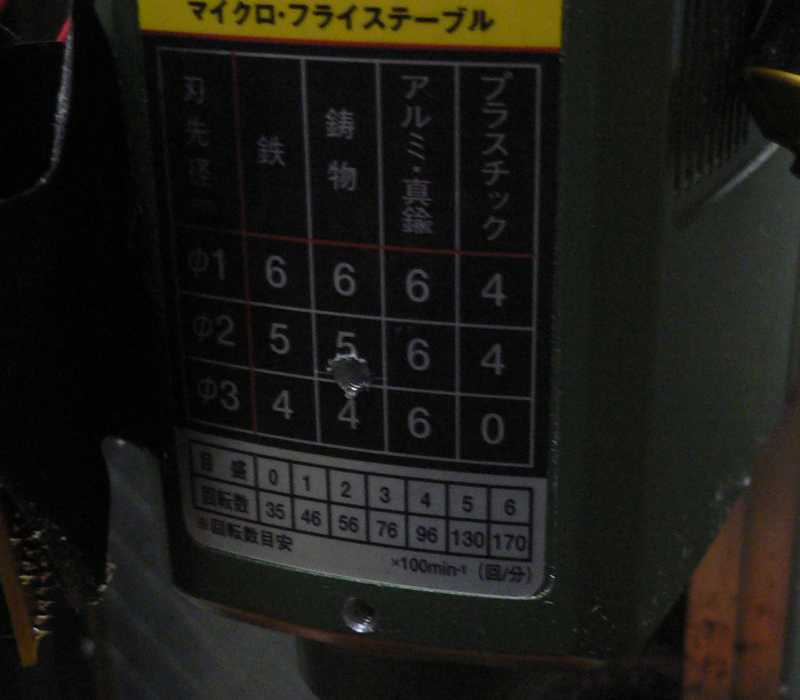 マイクロ・フライステーブル
刃先径 鉄 鋳物 アルミ・真鍮 プラスチック
φ1 6 6 6 4
φ2 5 5 6 4
φ3 4 4 6 0
目盛 0 1 2 3 4 5 6
回転数 35 46 56 76 96 130 170
※回転数目安
×100min-¹（回/分）